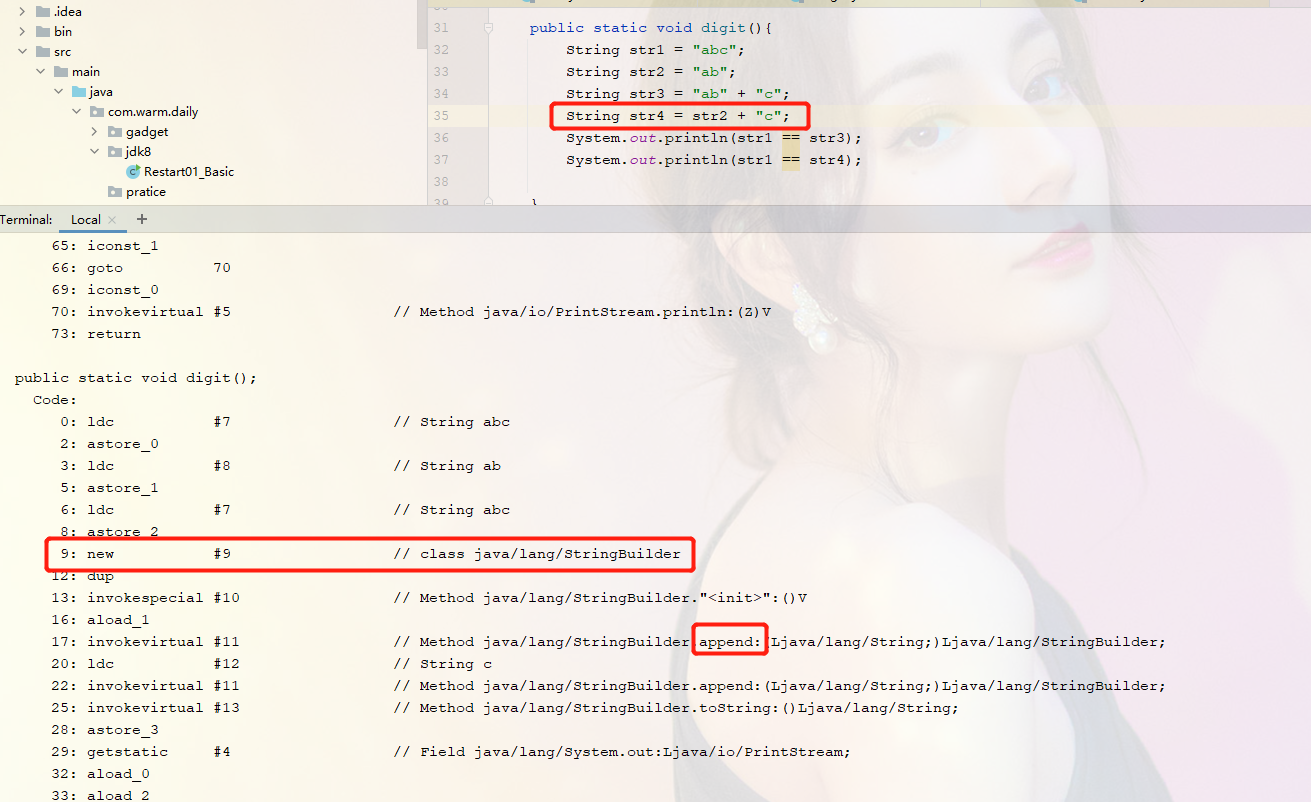 .idea
bin
src
main
java
com.warm.daily
gadget
jdk8
Restart01_Basic
pratice
31 public static void digit(){
32 String str1 = "abc";
33 String str2 = "ab";
34 String str3 = "ab" + "c";
35 String str4 = str2 + "c";
36 System.out.println(str1 == str3);
37 System.out.println(str1 == str4);
38
39 }
Terminal: Local × +
65: iconst_1
66: goto 70
69: iconst_0
70: invokevirtual #5 // Method java/io/PrintStream.println:(Z)V
73: return
public static void digit();
Code:
0: ldc #7 // String abc
2: astore_0
3: ldc #8 // String ab
5: astore_1
6: ldc #7 // String abc
8: astore_2
9: new #9 // class java/lang/StringBuilder
12: dup
13: invokespecial #10 // Method java/lang/StringBuilder."<init>":()V
16: aload_1
17: invokevirtual #11 // Method java/lang/StringBuilder.append:(Ljava/lang/String;)Ljava/lang/StringBuilder;
20: ldc #12 // String c
22: invokevirtual #11 // Method java/lang/StringBuilder.append:(Ljava/lang/String;)Ljava/lang/StringBuilder;
25: invokevirtual #13 // Method java/lang/StringBuilder.toString:()Ljava/lang/String;
28: astore_3
29: getstatic #4 // Field java/lang/System.out:Ljava/io/PrintStream;
32: aload_0
33: aload_2